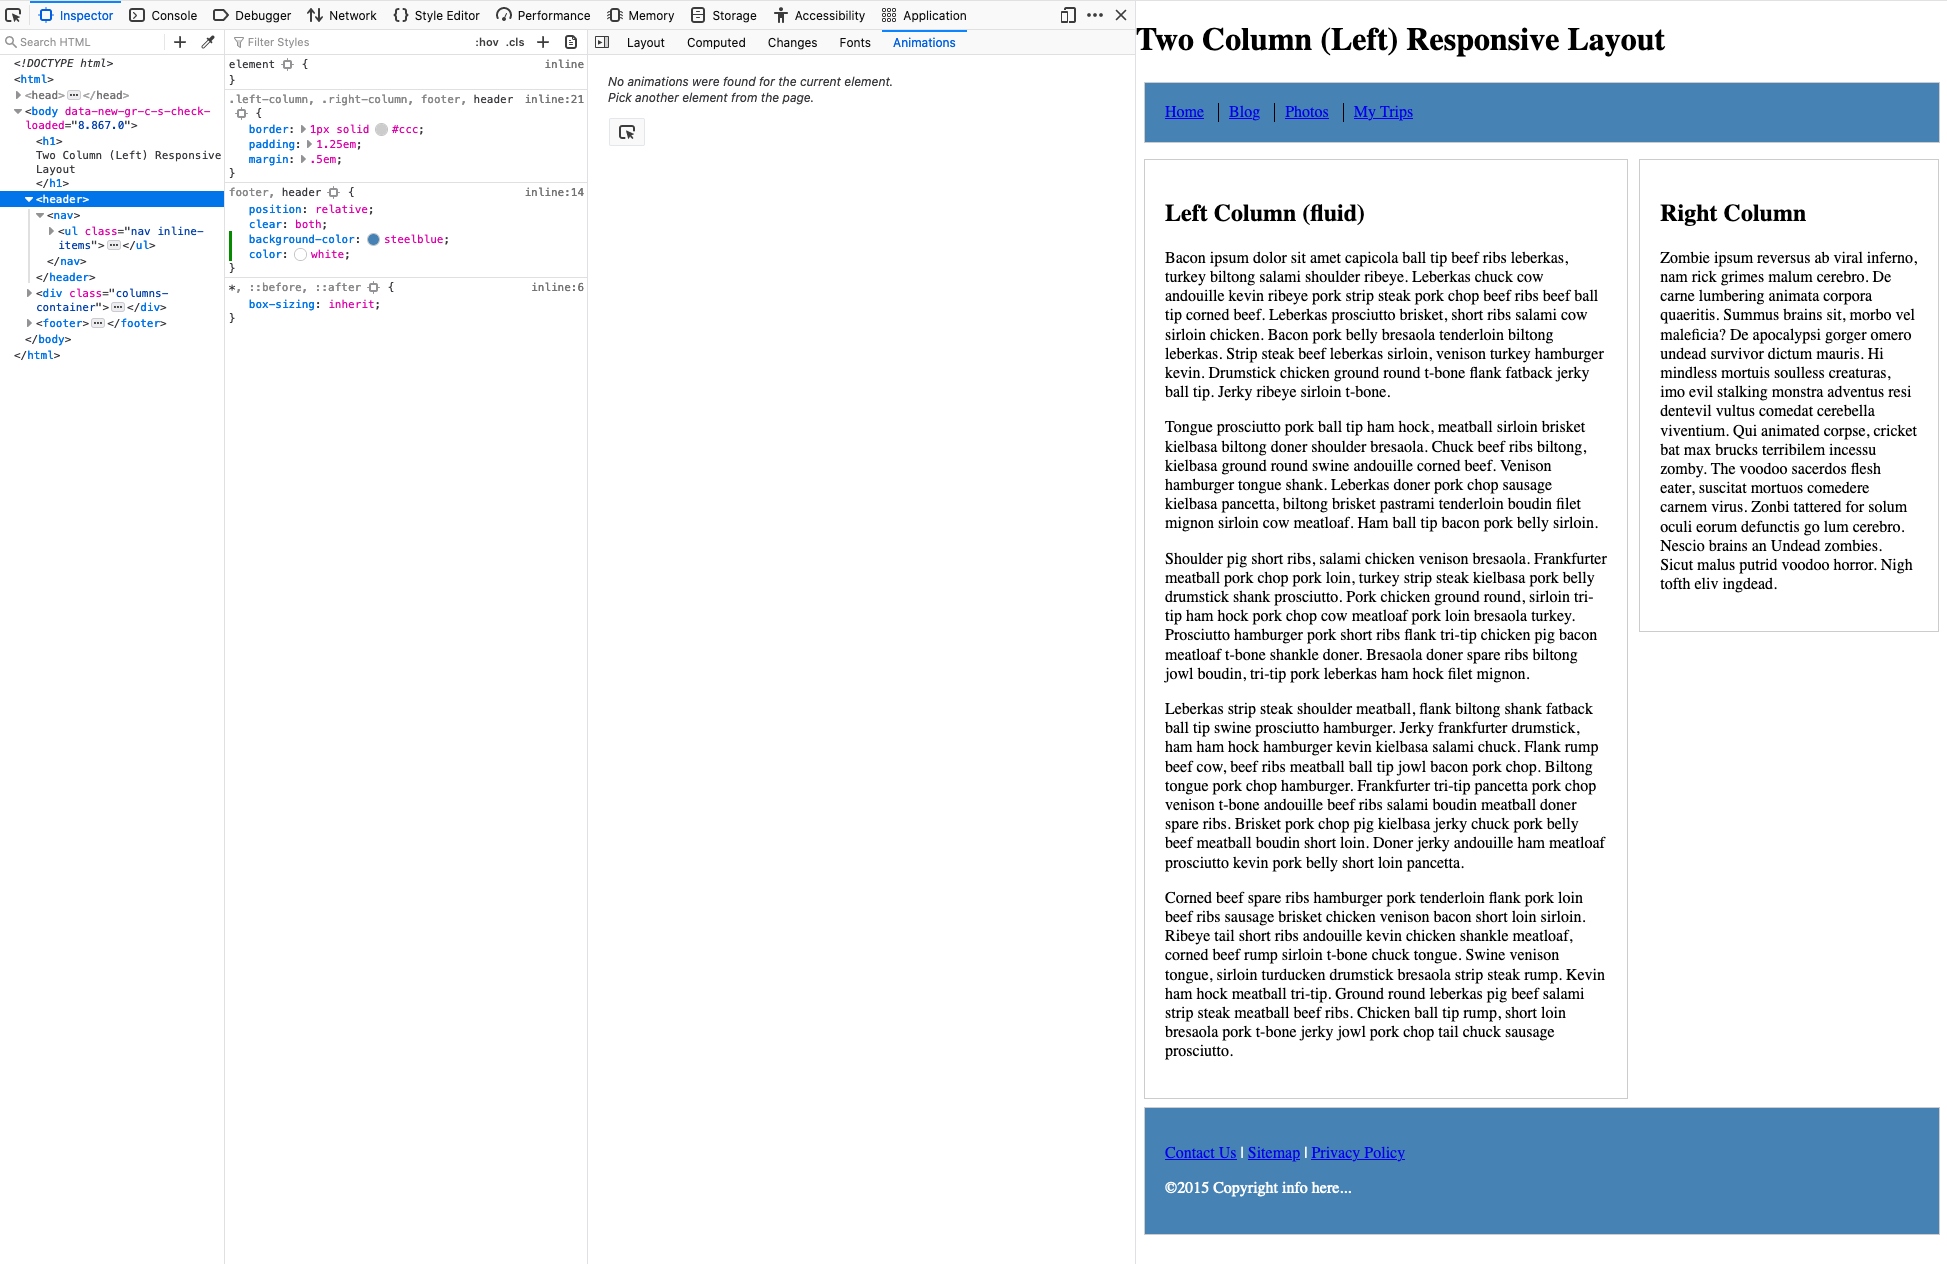 Inspector Console Debugger Network Style Editor Performance Memory Storage Accessibility Application
Search HTML
<!DOCTYPE html>
<html>
<head> ••• </head>
<body data-new-gr-c-s-check-
loaded="8.867.0">
<h1>
Two Column (Left) Responsive
Layout
</h1>
<header>
<nav>
<ul class="nav inline-
items"> ••• </ul>
</nav>
</header>
<div class="columns-
container"> ••• </div>
<footer> ••• </footer>
</body>
</html>
Filter Styles :hov .cls
element { inline
}
.left-column, .right-column, footer, header inline:21
{
border: 1px solid #ccc;
padding: 1.25em;
margin: .5em;
}
footer, header { inline:14
position: relative;
clear: both;
background-color: steelblue;
color: white;
}
*, ::before, ::after { inline:6
box-sizing: inherit;
}
Layout Computed Changes Fonts Animations
No animations were found for the current element.
Pick another element from the page.
Two Column (Left) Responsive Layout
Home Blog Photos My Trips
Left Column (fluid)
Bacon ipsum dolor sit amet capicola ball tip beef ribs leberkas,
turkey biltong salami shoulder ribeye. Leberkas chuck cow
andouille kevin ribeye pork strip steak pork chop beef ribs beef ball
tip corned beef. Leberkas prosciutto brisket, short ribs salami cow
sirloin chicken. Bacon pork belly bresaola tenderloin biltong
leberkas. Strip steak beef leberkas sirloin, venison turkey hamburger
kevin. Drumstick chicken ground round t-bone flank fatback jerky
ball tip. Jerky ribeye sirloin t-bone.
Tongue prosciutto pork ball tip ham hock, meatball sirloin brisket
kielbasa biltong doner shoulder bresaola. Chuck beef ribs biltong,
kielbasa ground round swine andouille corned beef. Venison
hamburger tongue shank. Leberkas doner pork chop sausage
kielbasa pancetta, biltong brisket pastrami tenderloin boudin filet
mignon sirloin cow meatloaf. Ham ball tip bacon pork belly sirloin.
Shoulder pig short ribs, salami chicken venison bresaola. Frankfurter
meatball pork chop pork loin, turkey strip steak kielbasa pork belly
drumstick shank prosciutto. Pork chicken ground round, sirloin tri-
tip ham hock pork chop cow meatloaf pork loin bresaola turkey.
Prosciutto hamburger pork short ribs flank tri-tip chicken pig bacon
meatloaf t-bone shankle doner. Bresaola doner spare ribs biltong
jowl boudin, tri-tip pork leberkas ham hock filet mignon.
Leberkas strip steak shoulder meatball, flank biltong shank fatback
ball tip swine prosciutto hamburger. Jerky frankfurter drumstick,
ham ham hock hamburger kevin kielbasa salami chuck. Flank rump
beef cow, beef ribs meatball ball tip jowl bacon pork chop. Biltong
tongue pork chop hamburger. Frankfurter tri-tip pancetta pork chop
venison t-bone andouille beef ribs salami boudin meatball doner
spare ribs. Brisket pork chop pig kielbasa jerky chuck pork belly
beef meatball boudin short loin. Doner jerky andouille ham meatloaf
prosciutto kevin pork belly short loin pancetta.
Corned beef spare ribs hamburger pork tenderloin flank pork loin
beef ribs sausage brisket chicken venison bacon short loin sirloin.
Ribeye tail short ribs andouille kevin chicken shankle meatloaf,
corned beef rump sirloin t-bone chuck tongue. Swine venison
tongue, sirloin turducken drumstick bresaola strip steak rump. Kevin
ham hock meatball tri-tip. Ground round leberkas pig beef salami
strip steak meatball beef ribs. Chicken ball tip rump, short loin
bresaola pork t-bone jerky jowl pork chop tail chuck sausage
prosciutto.
Right Column
Zombie ipsum reversus ab viral inferno,
nam rick grimes malum cerebro. De
carne lumbering animata corpora
quaeritis. Summus brains sit, morbo vel
maleficia? De apocalypsi gorger omero
undead survivor dictum mauris. Hi
mindless mortuis soulless creaturas,
imo evil stalking monstra adventus resi
dentevil vultus comedat cerebella
viventium. Qui animated corpse, cricket
bat max brucks terribilem incessu
zomby. The voodoo sacerdos flesh
eater, suscitat mortuos comedere
carnem virus. Zonbi tattered for solum
oculi eorum defunctis go lum cerebro.
Nescio brains an Undead zombies.
Sicut malus putrid voodoo horror. Nigh
tofth eliv ingdead.
Contact Us | Sitemap | Privacy Policy
©2015 Copyright info here...